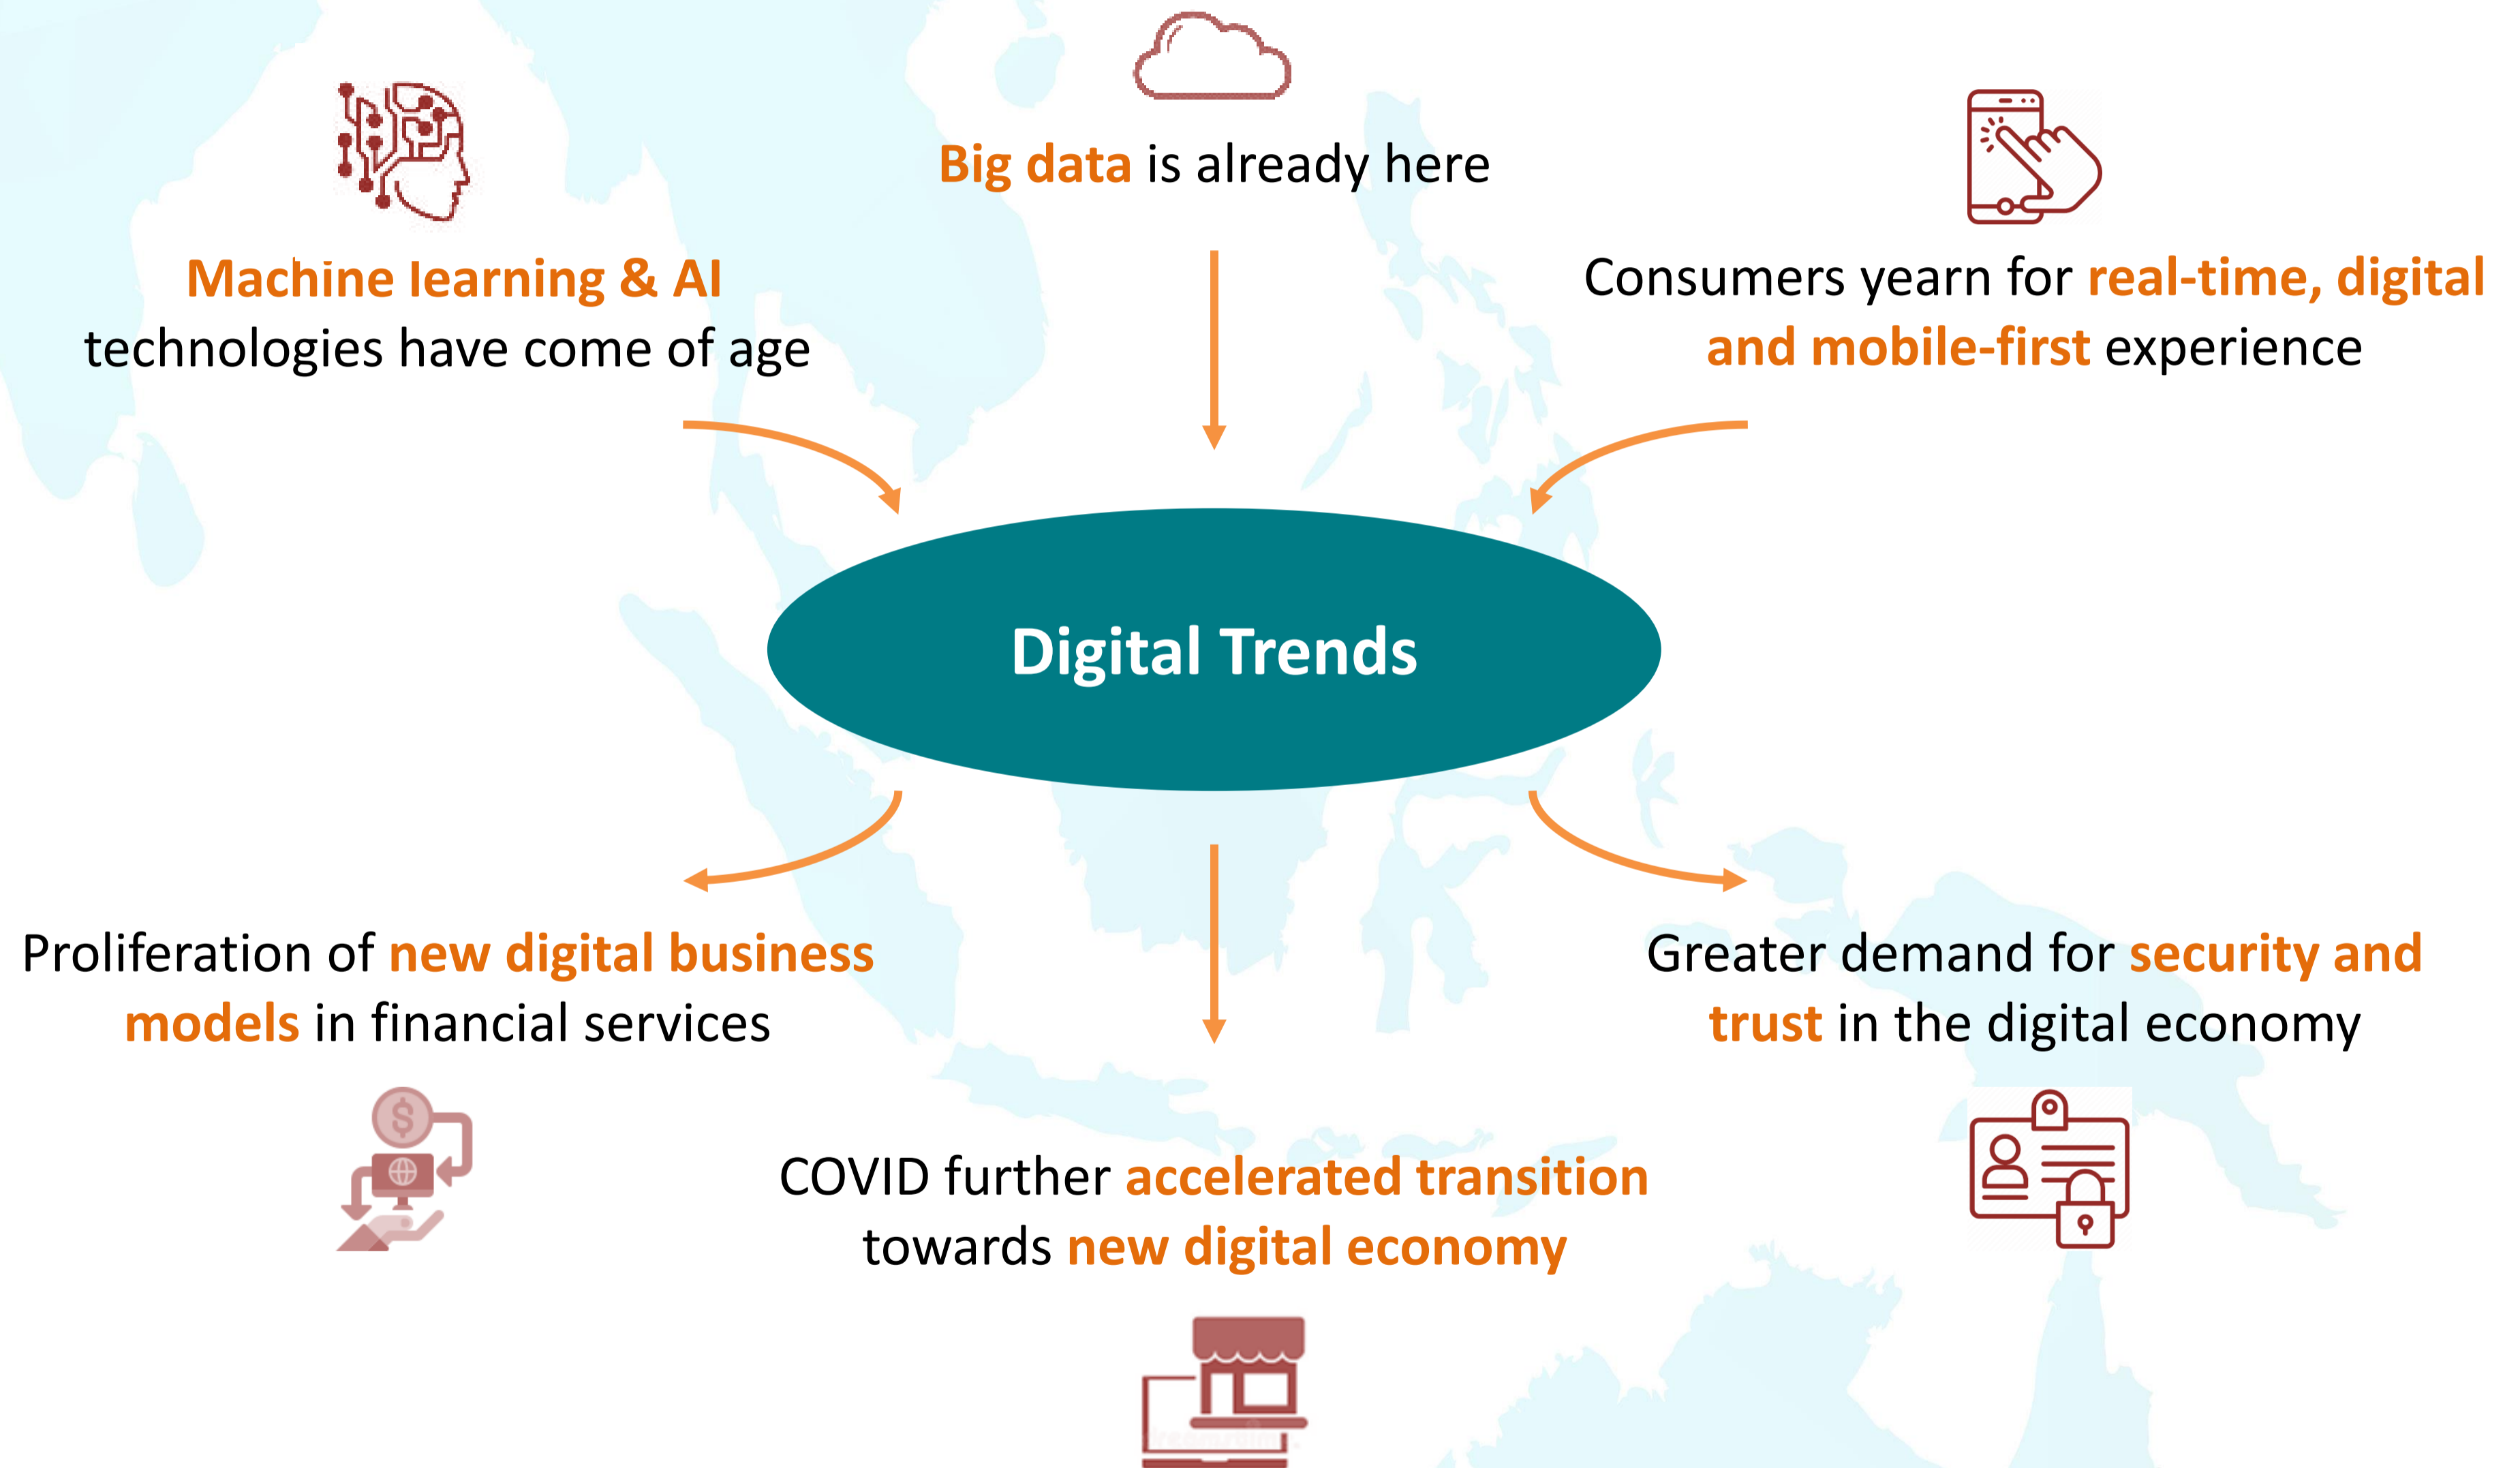 Big data is already here
Machine learning & AI
technologies have come of age
Consumers yearn for real-time, digital
and mobile-first experience
Digital Trends
Proliferation of new digital business
models in financial services
Greater demand for security and
trust in the digital economy
COVID further accelerated transition
towards new digital economy
$